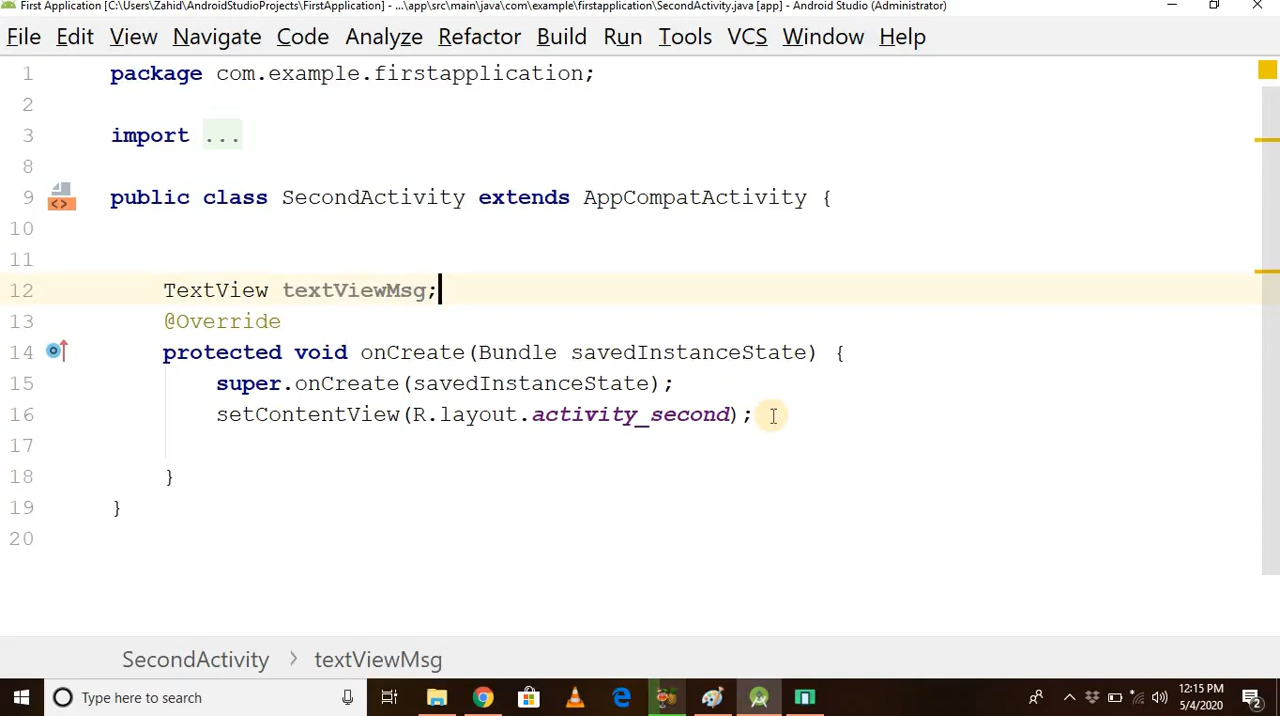 First Application [C:\Users\Zahid\AndroidStudioProjects\FirstApplication] - ...\app\src\main\java\com\example\firstapplication\SecondActivity.java [app] - Android Studio (Administrator)
File Edit View Navigate Code Analyze Refactor Build Run Tools VCS Window Help
1 package com.example.firstapplication;
2
3 import ...
8
9 public class SecondActivity extends AppCompatActivity {
10
11
12 TextView textViewMsg;
13 @Override
14 protected void onCreate(Bundle savedInstanceState) {
15 super.onCreate(savedInstanceState);
16 setContentView(R.layout.activity_second);
17
18 }
19 }
20
SecondActivity > textViewMsg
Type here to search
12:15 PM
5/4/2020
2